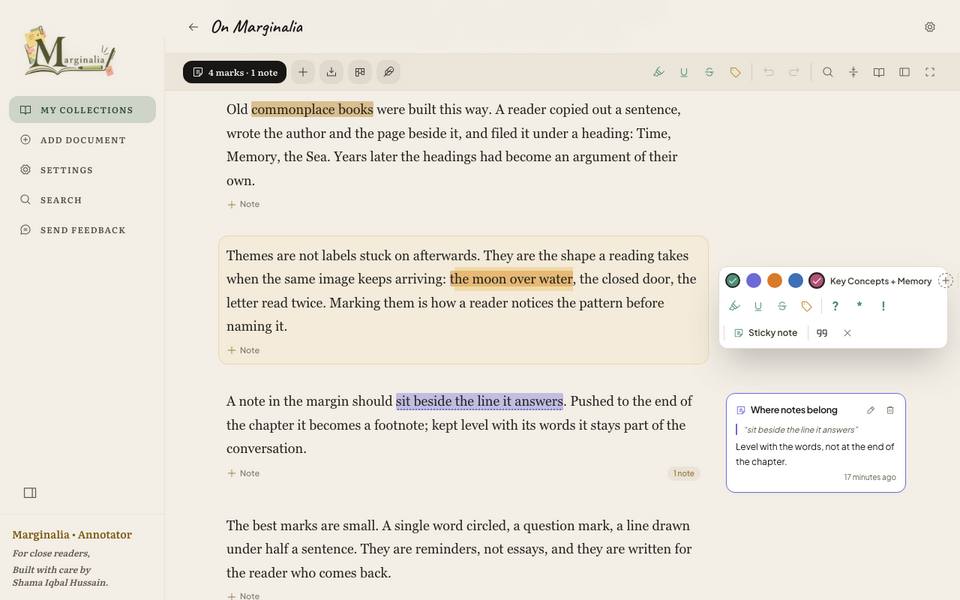 Marginalia
MY COLLECTIONS
ADD DOCUMENT
SETTINGS
SEARCH
SEND FEEDBACK
Marginalia • Annotator
For close readers,
Built with care by
Shama Iqbal Hussain.
On Marginalia
4 marks · 1 note
Old commonplace books were built this way. A reader copied out a sentence,
wrote the author and the page beside it, and filed it under a heading: Time,
Memory, the Sea. Years later the headings had become an argument of their
own.
+ Note
Themes are not labels stuck on afterwards. They are the shape a reading takes
when the same image keeps arriving: the moon over water, the closed door, the
letter read twice. Marking them is how a reader notices the pattern before
naming it.
+ Note
Key Concepts + Memory
? * !
Sticky note
A note in the margin should sit beside the line it answers. Pushed to the end of
the chapter it becomes a footnote; kept level with its words it stays part of the
conversation.
+ Note
1 note
Where notes belong
"sit beside the line it answers"
Level with the words, not at the end of
the chapter.
17 minutes ago
The best marks are small. A single word circled, a question mark, a line drawn
under half a sentence. They are reminders, not essays, and they are written for
the reader who comes back.
+ Note